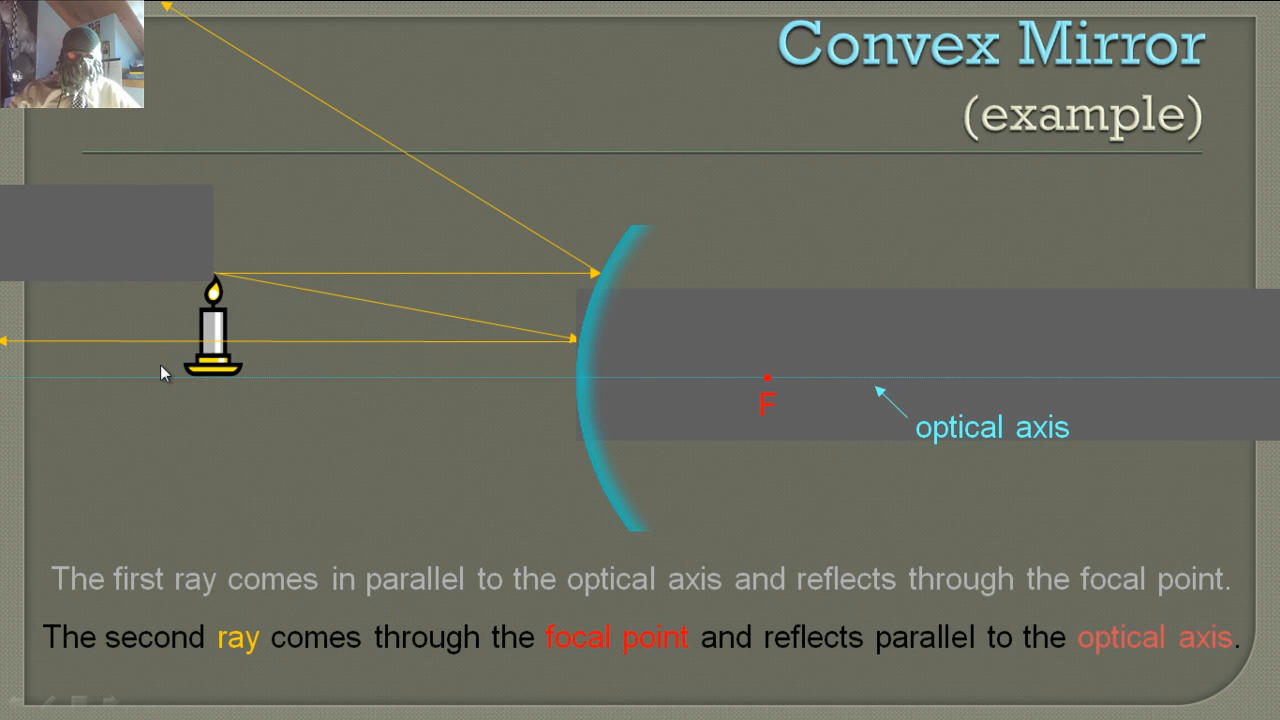 Convex Mirror
(example)
F
optical axis
The first ray comes in parallel to the optical axis and reflects through the focal point.
The second ray comes through the focal point and reflects parallel to the optical axis.